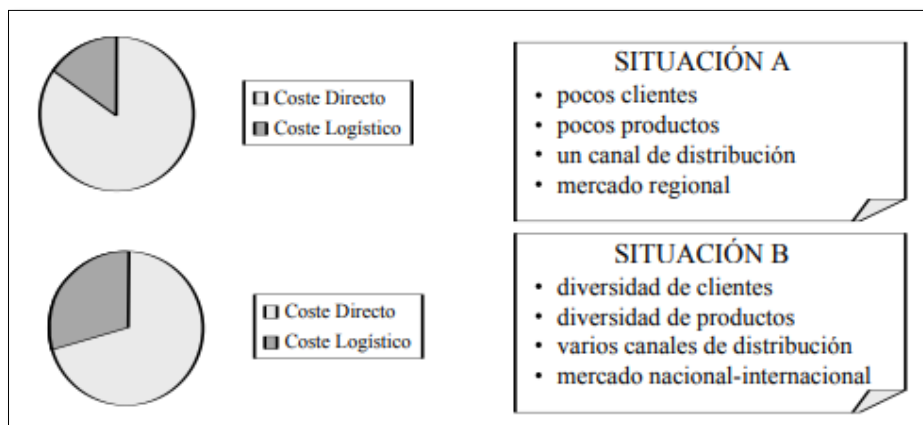 Coste Directo
Coste Logístico
SITUACIÓN A
• pocos clientes
• pocos productos
• un canal de distribución
• mercado regional
Coste Directo
Coste Logístico
SITUACIÓN B
• diversidad de clientes
• diversidad de productos
• varios canales de distribución
• mercado nacional-internacional